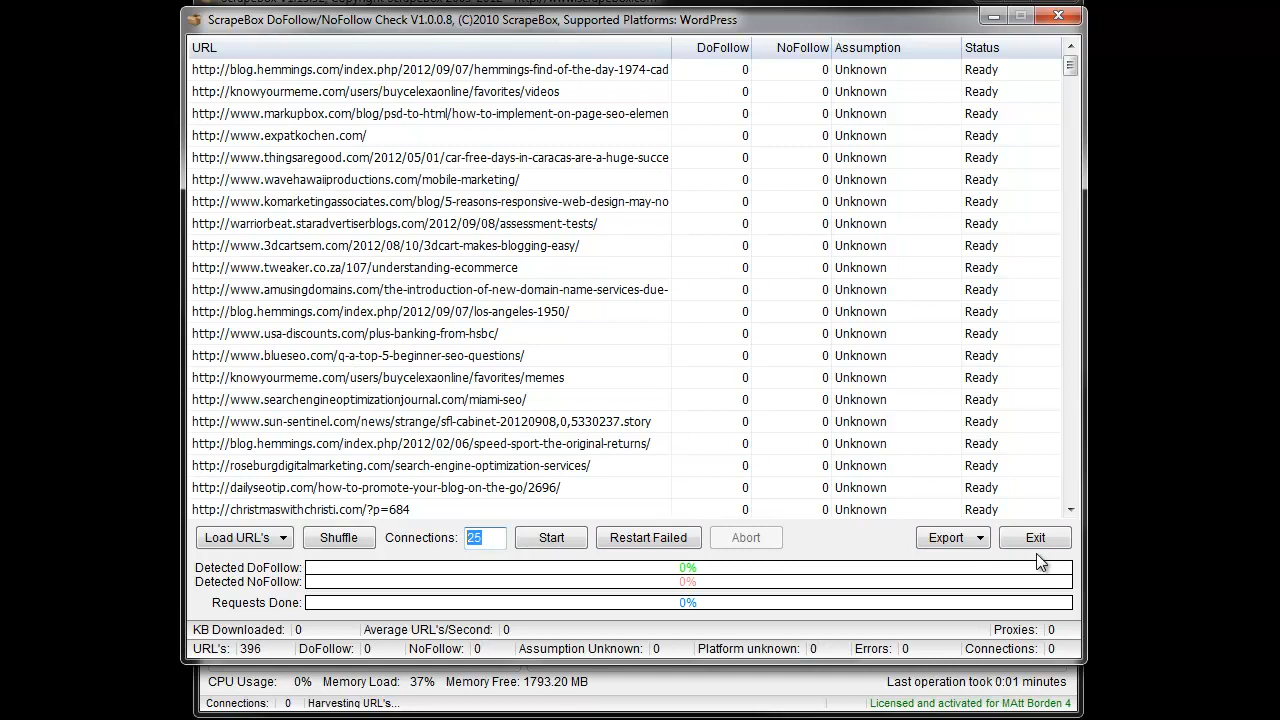 ScrapeBox DoFollow/NoFollow Check V1.0.0.8, (C)2010 ScrapeBox, Supported Platforms: WordPress
URL DoFollow NoFollow Assumption Status
http://blog.hemmings.com/index.php/2012/09/07/hemmings-find-of-the-day-1974-cad 0 0 Unknown Ready
http://knowyourmeme.com/users/buycelexaonline/favorites/videos 0 0 Unknown Ready
http://www.markupbox.com/blog/psd-to-html/how-to-implement-on-page-seo-elemen 0 0 Unknown Ready
http://www.expatkochen.com/ 0 0 Unknown Ready
http://www.thingsaregood.com/2012/05/01/car-free-days-in-caracas-are-a-huge-succe 0 0 Unknown Ready
http://www.wavehawaiiproductions.com/mobile-marketing/ 0 0 Unknown Ready
http://www.komarketingassociates.com/blog/5-reasons-responsive-web-design-may-no 0 0 Unknown Ready
http://warriorbeat.staradvertiserblogs.com/2012/09/08/assessment-tests/ 0 0 Unknown Ready
http://www.3dcartsem.com/2012/08/10/3dcart-makes-blogging-easy/ 0 0 Unknown Ready
http://www.tweaker.co.za/107/understanding-ecommerce 0 0 Unknown Ready
http://www.amusingdomains.com/the-introduction-of-new-domain-name-services-due- 0 0 Unknown Ready
http://blog.hemmings.com/index.php/2012/09/07/los-angeles-1950/ 0 0 Unknown Ready
http://www.usa-discounts.com/plus-banking-from-hsbc/ 0 0 Unknown Ready
http://www.blueseo.com/q-a-top-5-beginner-seo-questions/ 0 0 Unknown Ready
http://knowyourmeme.com/users/buycelexaonline/favorites/memes 0 0 Unknown Ready
http://www.searchengineoptimizationjournal.com/miami-seo/ 0 0 Unknown Ready
http://www.sun-sentinel.com/news/strange/sfl-cabinet-20120908,0,5330237.story 0 0 Unknown Ready
http://blog.hemmings.com/index.php/2012/02/06/speed-sport-the-original-returns/ 0 0 Unknown Ready
http://roseburgdigitalmarketing.com/search-engine-optimization-services/ 0 0 Unknown Ready
http://dailyseotip.com/how-to-promote-your-blog-on-the-go/2696/ 0 0 Unknown Ready
http://christmaswithchristi.com/?p=684 0 0 Unknown Ready
Load URL's Shuffle Connections: 25 Start Restart Failed Abort Export Exit
Detected DoFollow: 0%
Detected NoFollow: 0%
Requests Done: 0%
KB Downloaded: 0 Average URL's/Second: 0 Proxies: 0
URL's: 396 DoFollow: 0 NoFollow: 0 Assumption Unknown: 0 Platform unknown: 0 Errors: 0 Connections: 0
CPU Usage: 0% Memory Load: 37% Memory Free: 1793.20 MB Last operation took 0:01 minutes
Connections: 0 Harvesting URL's... Licensed and activated for MAtt Borden 4